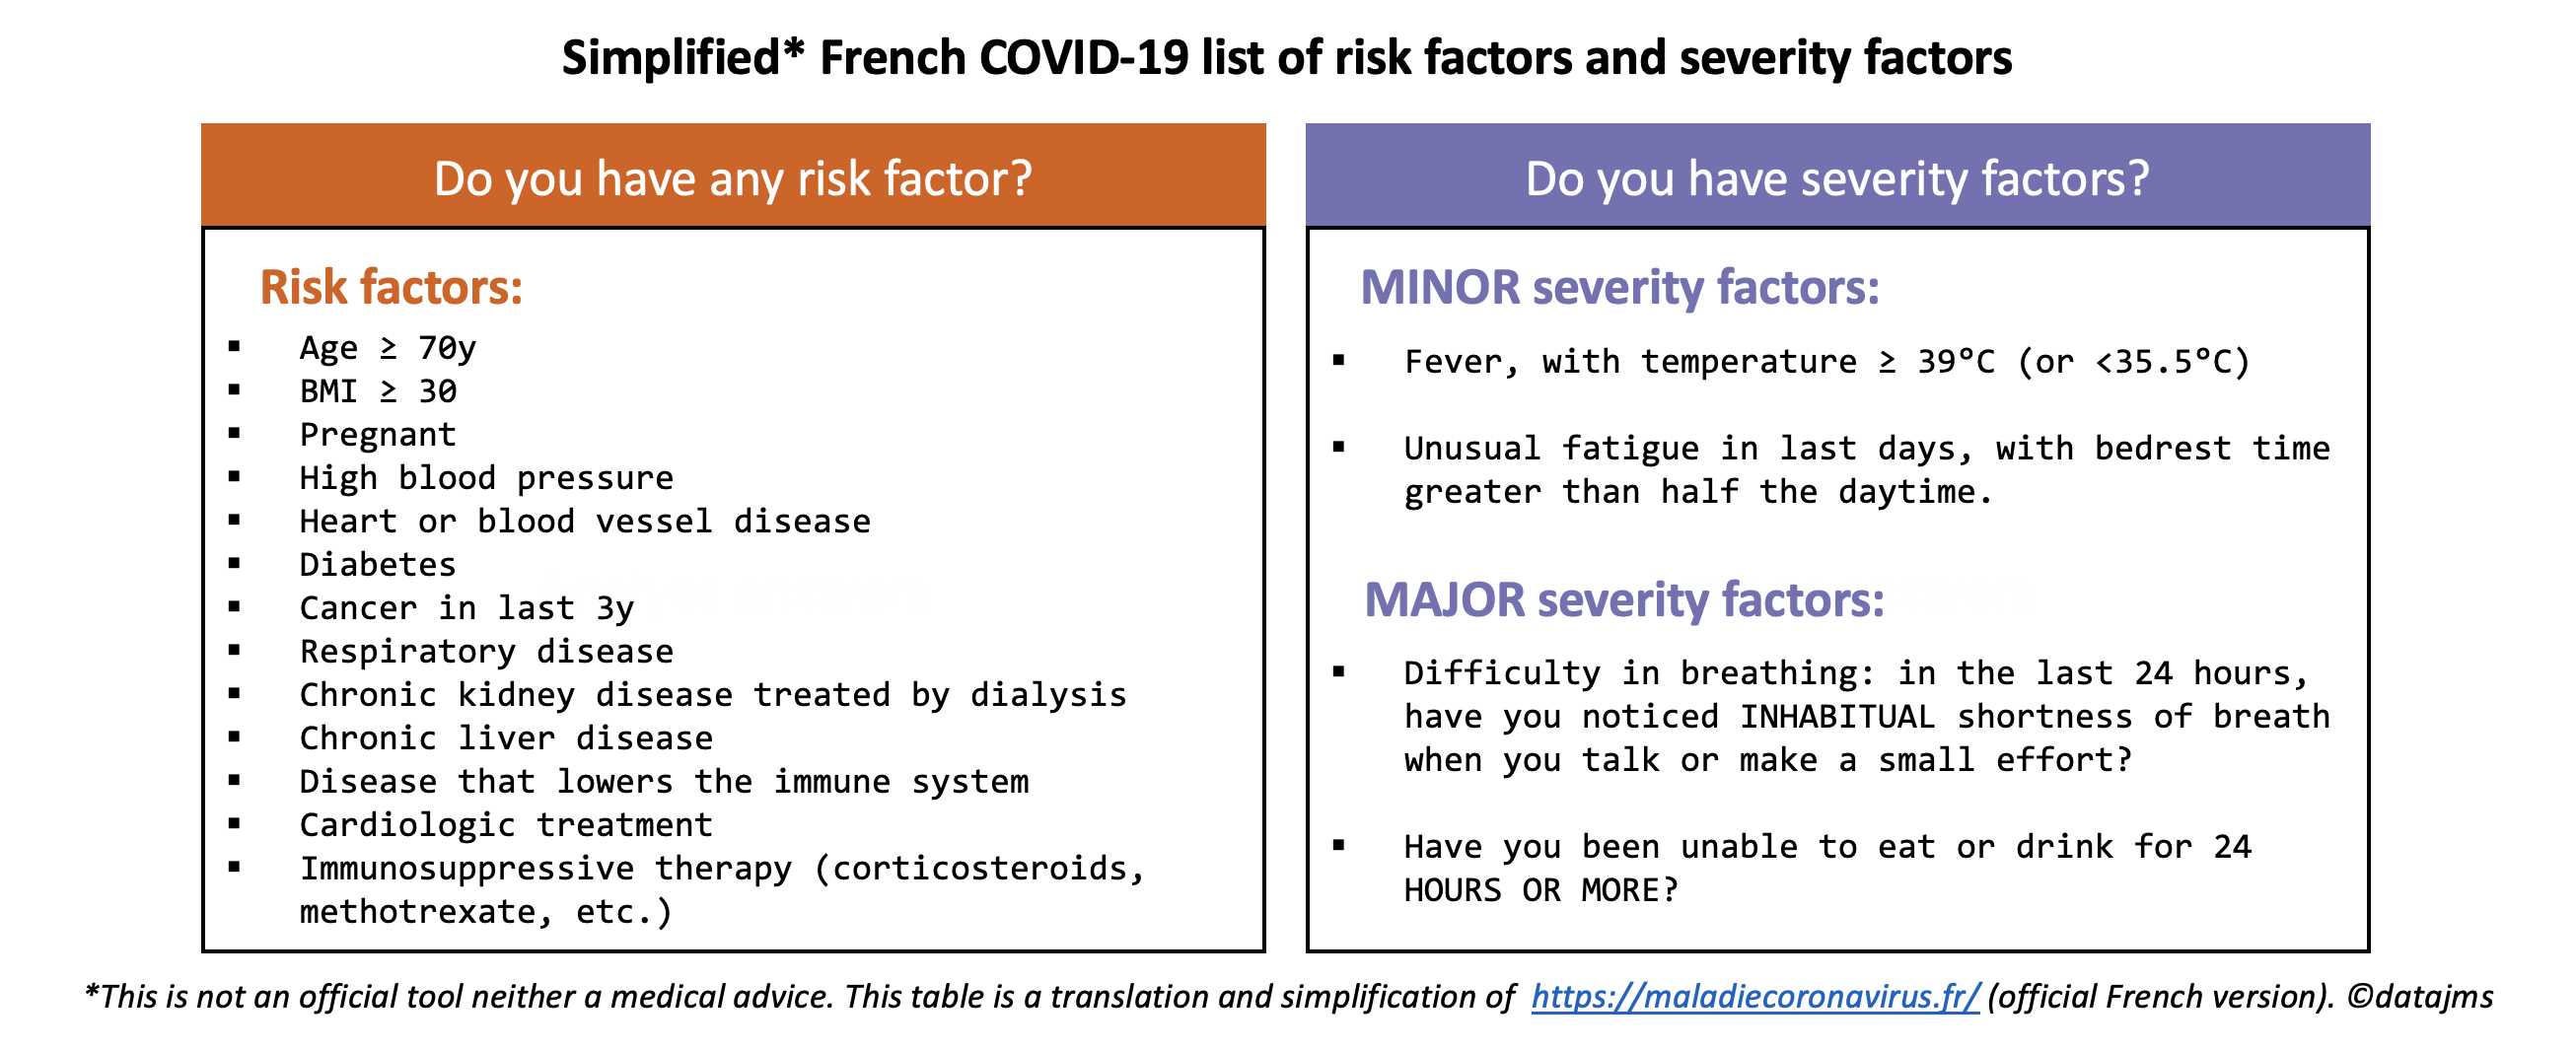 Simplified* French COVID-19 list of risk factors and severity factors
Do you have any risk factor?
Risk factors:
▪ Age ≥ 70y
▪ BMI ≥ 30
▪ Pregnant
▪ High blood pressure
▪ Heart or blood vessel disease
▪ Diabetes
▪ Cancer in last 3y
▪ Respiratory disease
▪ Chronic kidney disease treated by dialysis
▪ Chronic liver disease
▪ Disease that lowers the immune system
▪ Cardiologic treatment
▪ Immunosuppressive therapy (corticosteroids,
methotrexate, etc.)
Do you have severity factors?
MINOR severity factors:
▪ Fever, with temperature ≥ 39°C (or <35.5°C)
▪ Unusual fatigue in last days, with bedrest time
greater than half the daytime.
MAJOR severity factors:
▪ Difficulty in breathing: in the last 24 hours,
have you noticed INHABITUAL shortness of breath
when you talk or make a small effort?
▪ Have you been unable to eat or drink for 24
HOURS OR MORE?
*This is not an official tool neither a medical advice. This table is a translation and simplification of https://maladiecoronavirus.fr/ (official French version). ©datajms